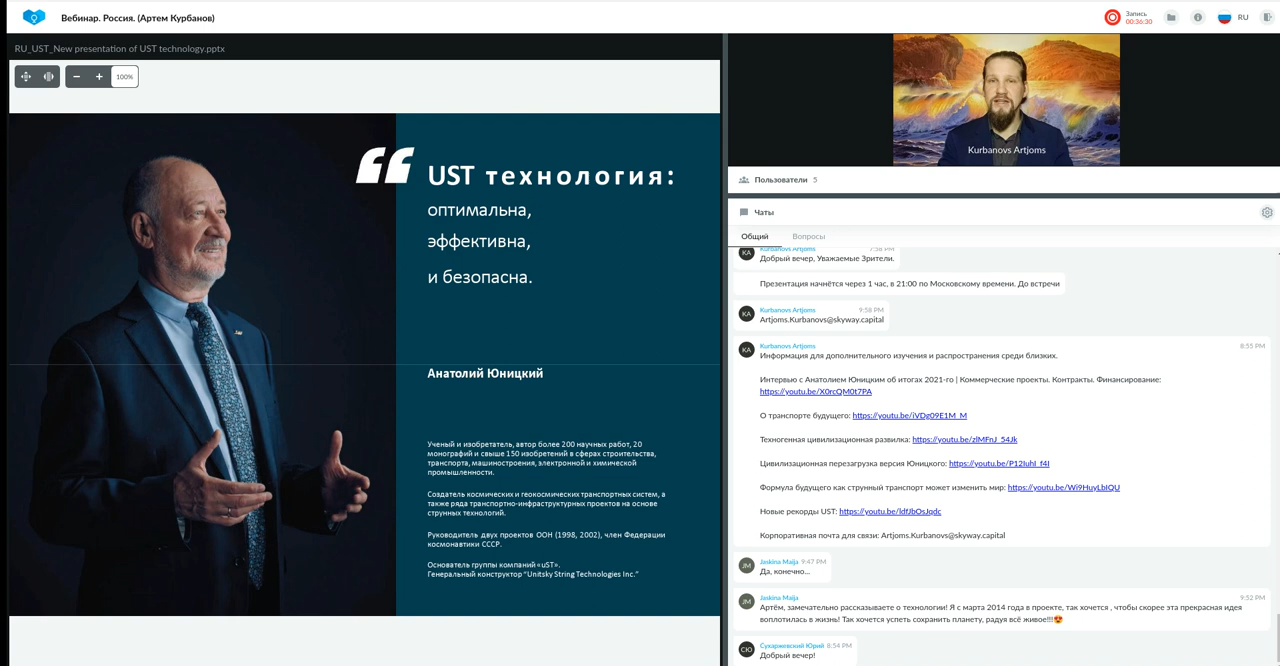 Вебинар. Россия. (Артем Курбанов)
Запись
00:36:30
RU
RU_UST_New presentation of UST technology.pptx
100%
UST технология:
оптимальна,
эффективна,
и безопасна.
Анатолий Юницкий
Ученый и изобретатель, автор более 200 научных работ, 20
монографий и свыше 150 изобретений в сферах строительства,
транспорта, машиностроения, электронной и химической
промышленности.
Создатель космических и геокосмических транспортных систем, а
также ряда транспортно-инфраструктурных проектов на основе
струнных технологий.
Руководитель двух проектов ООН (1998, 2002), член Федерации
космонавтики СССР.
Основатель группы компаний «uST».
Генеральный конструктор "Unitsky String Technologies Inc."
Kurbanovs Artjoms
Пользователи 5
Чаты
Общий Вопросы
KA Kurbanovs Artjoms 7:58 PM
Добрый вечер, Уважаемые Зрители.
Презентация начнётся через 1 час, в 21:00 по Московскому времени. До встречи
KA Kurbanovs Artjoms 9:58 PM
Artjoms.Kurbanovs@skyway.capital
KA Kurbanovs Artjoms 8:55 PM
Информация для дополнительного изучения и распространения среди близких.
Интервью с Анатолием Юницким об итогах 2021-го | Коммерческие проекты. Контракты. Финансирование:
https://youtu.be/X0rcQM0t7PA
О транспорте будущего: https://youtu.be/iVDg09E1M_M
Техногенная цивилизационная развилка: https://youtu.be/zlMFnJ_54Jk
Цивилизационная перезагрузка версия Юницкого: https://youtu.be/P12IuhI_f4I
Формула будущего как струнный транспорт может изменить мир: https://youtu.be/Wi9HuyLbIQU
Новые рекорды UST: https://youtu.be/ldfJbOsJqdc
Корпоративная почта для связи: Artjoms.Kurbanovs@skyway.capital
JM Jaskina Maija 9:47 PM
Да, конечно...
JM Jaskina Maija 9:52 PM
Артём, замечательно рассказываете о технологии! Я с марта 2014 года в проекте, так хочется , чтобы скорее эта прекрасная идея
воплотилась в жизнь! Так хочется успеть сохранить планету, радуя всё живое!!!😍
СЮ Сухаржевский Юрий 8:54 PM
Добрый вечер!